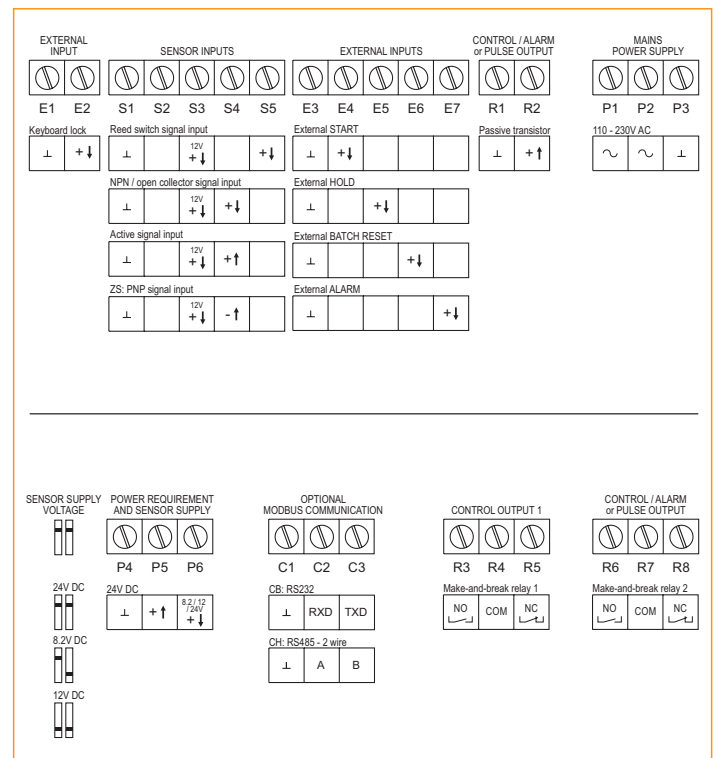 EXTERNAL
INPUT
SENSOR INPUTS
EXTERNAL INPUTS
CONTROL / ALARM
or PULSE OUTPUT
MAINS
POWER SUPPLY
E1 E2 S1 S2 S3 S4 S5 E3 E4 E5 E6 E7 R1 R2 P1 P2 P3
Keyboard lock
⊥ +↓
Reed switch signal input
⊥ 12V +↓ +↓
External START
⊥ +↓
Passive transistor
⊥ +↑
110 - 230V AC
∿ ∿ ⊥
NPN / open collector signal input
⊥ 12V +↓ +↓
External HOLD
⊥ +↓
Active signal input
⊥ 12V +↓ +↑
External BATCH RESET
⊥ +↓
ZS: PNP signal input
⊥ 12V +↓ -↑
External ALARM
⊥ +↓
SENSOR SUPPLY
VOLTAGE
POWER REQUIREMENT
AND SENSOR SUPPLY
OPTIONAL
MODBUS COMMUNICATION
CONTROL OUTPUT 1
CONTROL / ALARM
or PULSE OUTPUT
P4 P5 P6 C1 C2 C3 R3 R4 R5 R6 R7 R8
24V DC
8.2V DC
12V DC
24V DC
⊥ +↑ 8.2 / 12 / 24V +↓
CB: RS232
⊥ RXD TXD
CH: RS485 - 2 wire
⊥ A B
Make-and-break relay 1
NO COM NC
Make-and-break relay 2
NO COM NC